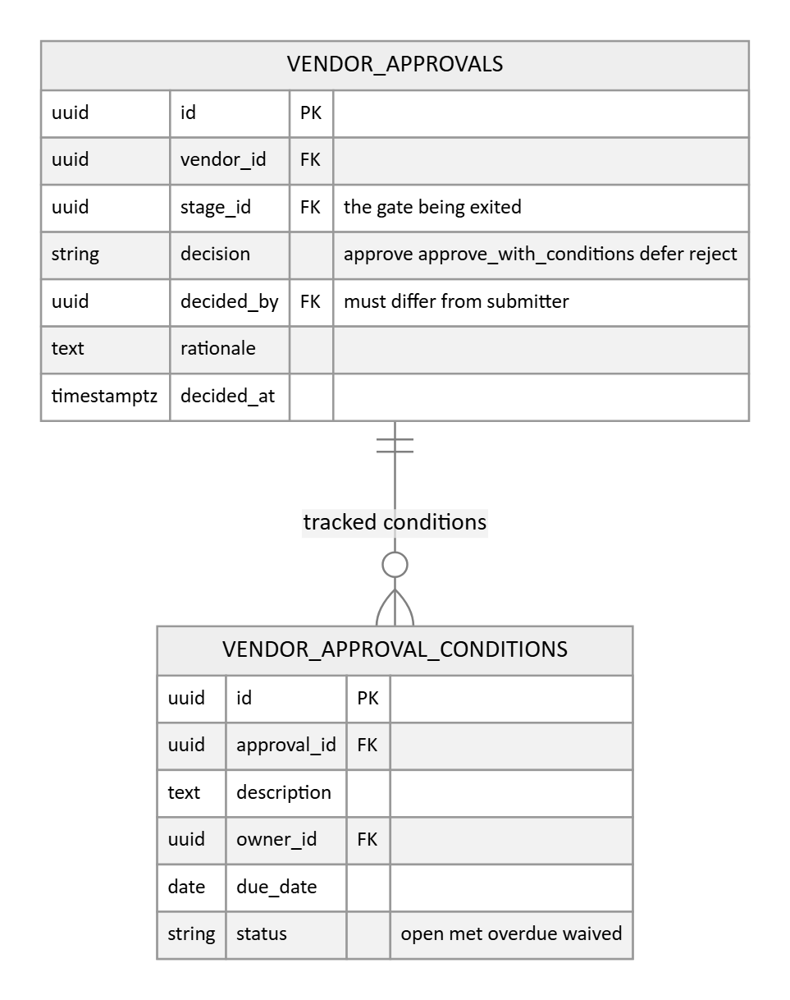 VENDOR_APPROVALS
uuid id PK
uuid vendor_id FK
uuid stage_id FK the gate being exited
string decision approve approve_with_conditions defer reject
uuid decided_by FK must differ from submitter
text rationale
timestamptz decided_at
tracked conditions
VENDOR_APPROVAL_CONDITIONS
uuid id PK
uuid approval_id FK
text description
uuid owner_id FK
date due_date
string status open met overdue waived